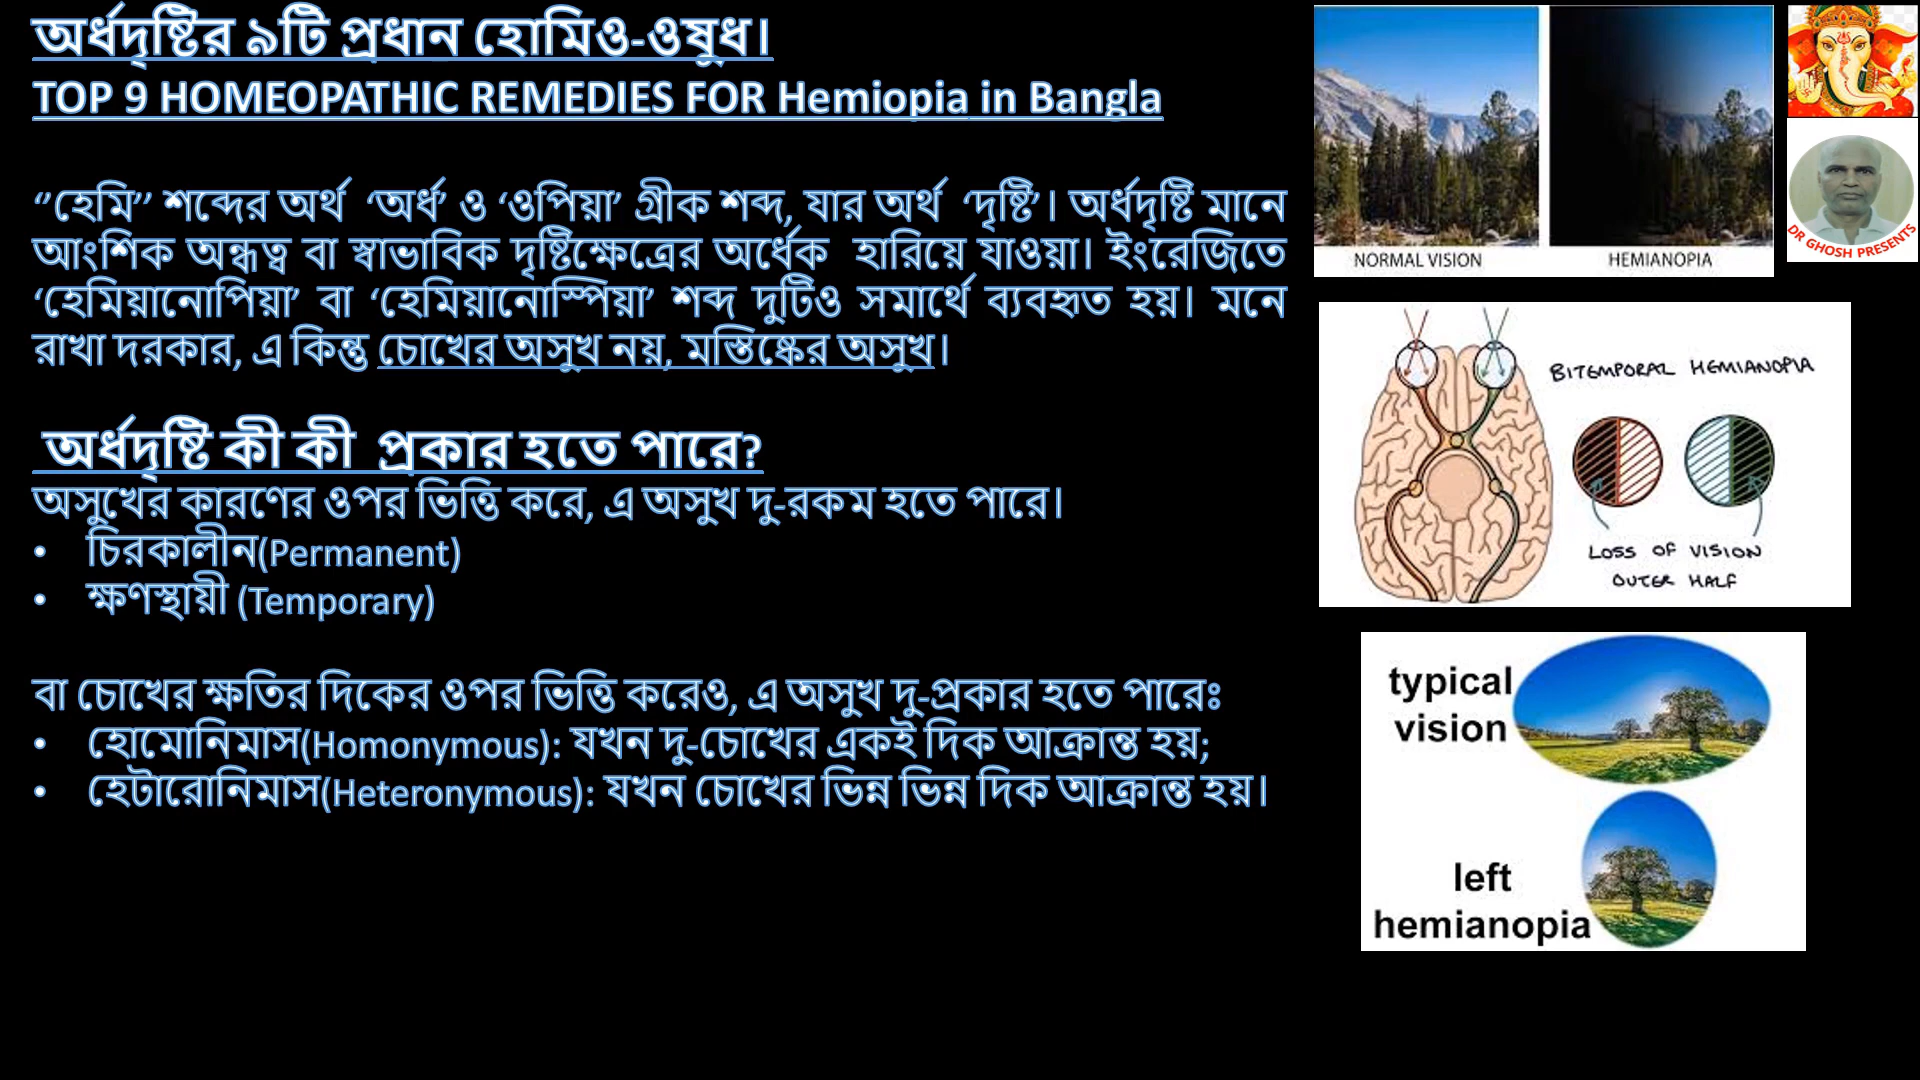 অর্ধদৃষ্টির ৯টি প্রধান হোমিও-ওষুধ।
TOP 9 HOMEOPATHIC REMEDIES FOR Hemiopia in Bangla
‘’হেমি’’ শব্দের অর্থ ‘অর্ধ’ ও ‘ওপিয়া’ গ্রীক শব্দ, যার অর্থ ‘দৃষ্টি’। অর্ধদৃষ্টি মানে
আংশিক অন্ধত্ব বা স্বাভাবিক দৃষ্টিক্ষেত্রের অর্ধেক হারিয়ে যাওয়া। ইংরেজিতে
‘হেমিয়ানোপিয়া’ বা ‘হেমিয়ানোস্পিয়া’ শব্দ দুটিও সমার্থে ব্যবহৃত হয়। মনে
রাখা দরকার, এ কিন্তু চোখের অসুখ নয়, মস্তিষ্কের অসুখ।
অর্ধদৃষ্টি কী কী প্রকার হতে পারে?
অসুখের কারণের ওপর ভিত্তি করে, এ অসুখ দু-রকম হতে পারে।
• চিরকালীন(Permanent)
• ক্ষণস্থায়ী (Temporary)
বা চোখের ক্ষতির দিকের ওপর ভিত্তি করেও, এ অসুখ দু-প্রকার হতে পারেঃ
• হোমোনিমাস(Homonymous): যখন দু-চোখের একই দিক আক্রান্ত হয়;
• হেটারোনিমাস(Heteronymous): যখন চোখের ভিন্ন ভিন্ন দিক আক্রান্ত হয়।
NORMAL VISION
HEMIANOPIA
DR GHOSH PRESENTS
BITEMPORAL HEMIANOPIA
LOSS OF VISION
OUTER HALF
typical
vision
left
hemianopia